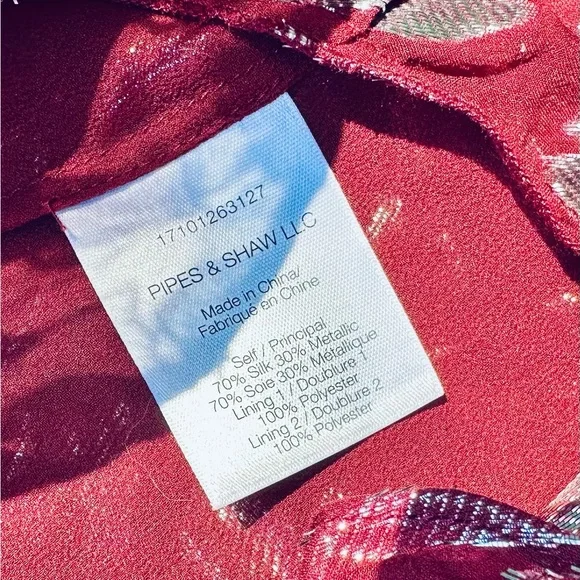 17101263127
PIPES & SHAW LLC
Made in China/
Fabriqué en Chine
Self / Principal
70% Silk 30% Metallic
70% Soie 30% Métallique
Lining 1 / Doublure 1
100% Polyester
Lining 2 / Doublure 2
100% Polyester